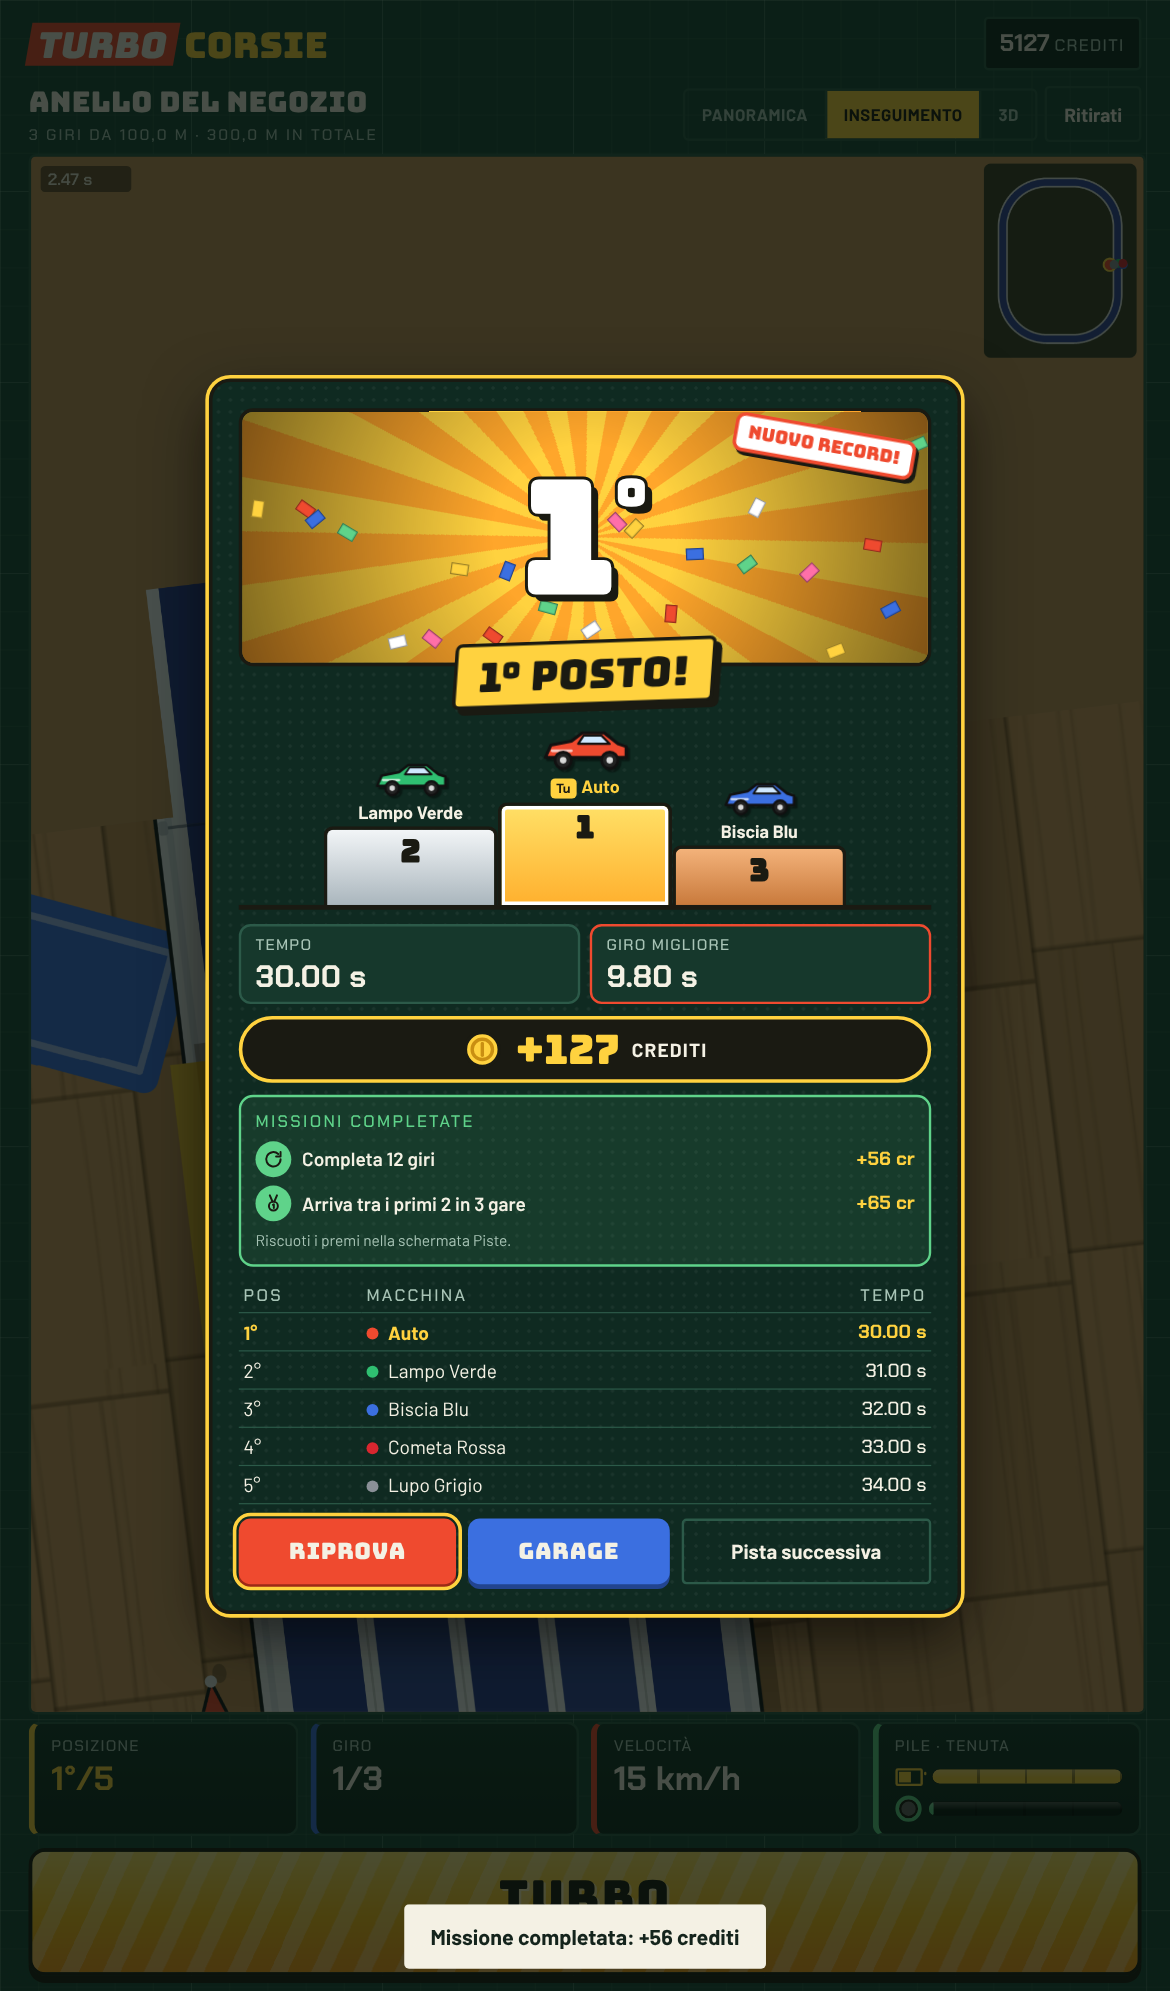 TURBO CORSIE
5127 CREDITI
ANELLO DEL NEGOZIO
3 GIRI DA 100,0 M · 300,0 M IN TOTALE
PANORAMICA INSEGUIMENTO 3D Ritirati
2.47 s
NUOVO RECORD!
1°
1º POSTO!
Tu Auto
Lampo Verde
Biscia Blu
1
2
3
TEMPO
30.00 s
GIRO MIGLIORE
9.80 s
+127 CREDITI
MISSIONI COMPLETATE
Completa 12 giri +56 cr
Arriva tra i primi 2 in 3 gare +65 cr
Riscuoti i premi nella schermata Piste.
POS MACCHINA TEMPO
1° Auto 30.00 s
2° Lampo Verde 31.00 s
3° Biscia Blu 32.00 s
4° Cometa Rossa 33.00 s
5° Lupo Grigio 34.00 s
RIPROVA GARAGE Pista successiva
POSIZIONE
1°/5
GIRO
1/3
VELOCITÀ
15 km/h
PILE · TENUTA
TURBO
Missione completata: +56 crediti